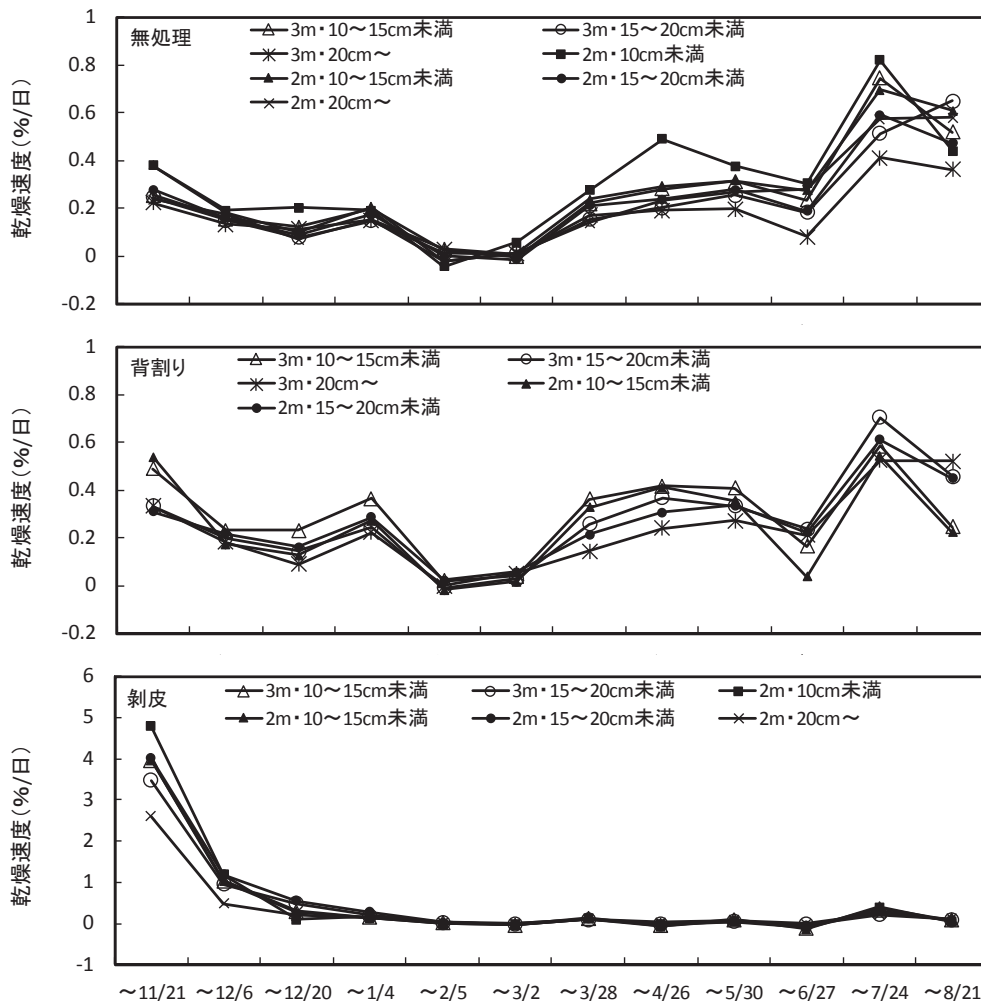 無処理
3m・10～15cm未満
3m・15～20cm未満
3m・20cm～
2m・10cm未満
2m・10～15cm未満
2m・15～20cm未満
2m・20cm～
乾燥速度(%/日)
1
0.8
0.6
0.4
0.2
0
-0.2
背割り
3m・10～15cm未満
3m・15～20cm未満
3m・20cm～
2m・10～15cm未満
2m・15～20cm未満
乾燥速度(%/日)
1
0.8
0.6
0.4
0.2
0
-0.2
剝皮
3m・10～15cm未満
3m・15～20cm未満
2m・10cm未満
2m・10～15cm未満
2m・15～20cm未満
2m・20cm～
乾燥速度(%/日)
6
5
4
3
2
1
0
-1
～11/21 ～12/6 ～12/20 ～1/4 ～2/5 ～3/2 ～3/28 ～4/26 ～5/30 ～6/27 ～7/24 ～8/21